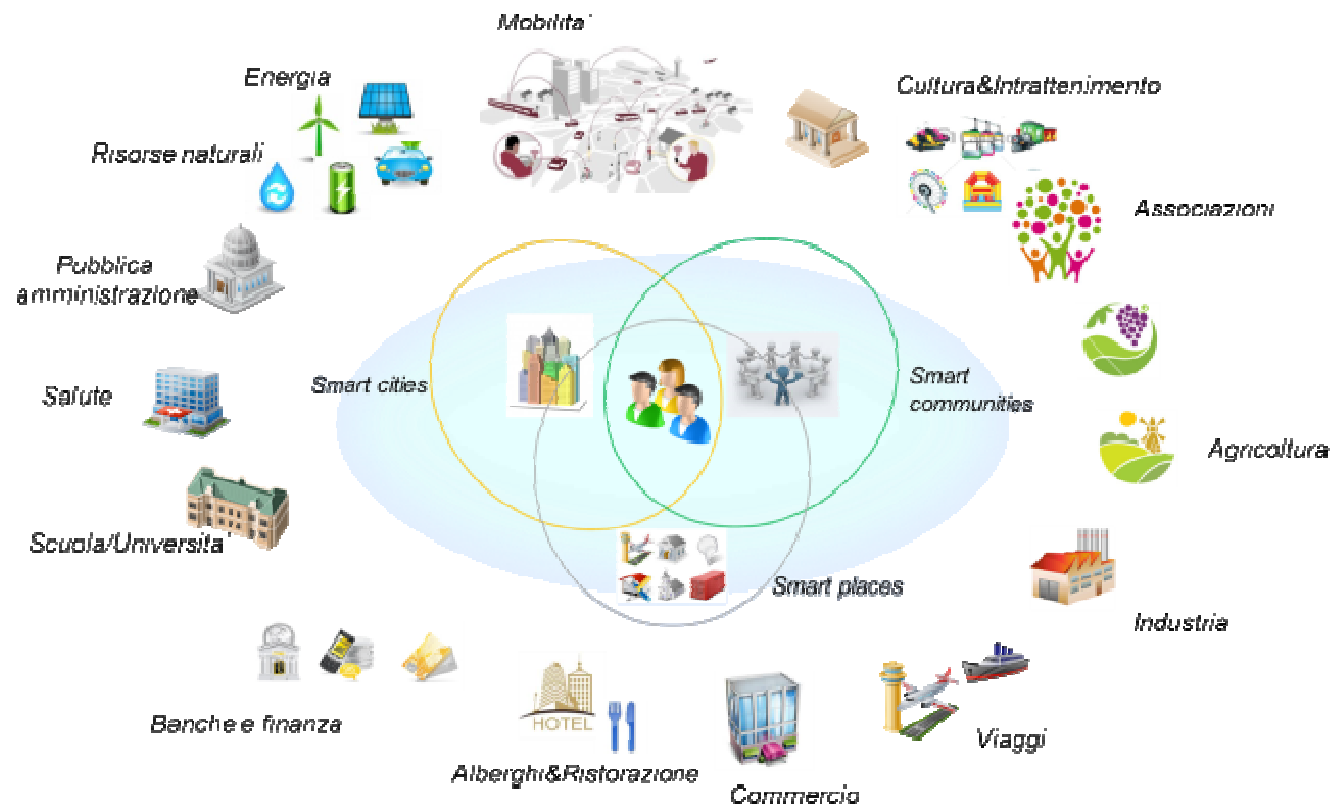 Mobilita`
Energia
Cultura&Intrattenimento
Risorse naturali
Associazioni
Pubblica
amministrazione
Smart cities
Smart
communities
Salute
Agricoltura
Scuola/Universita`
Smart places
Industria
Banche e finanza
HOTEL
Viaggi
Alberghi&Ristorazione
Commercio